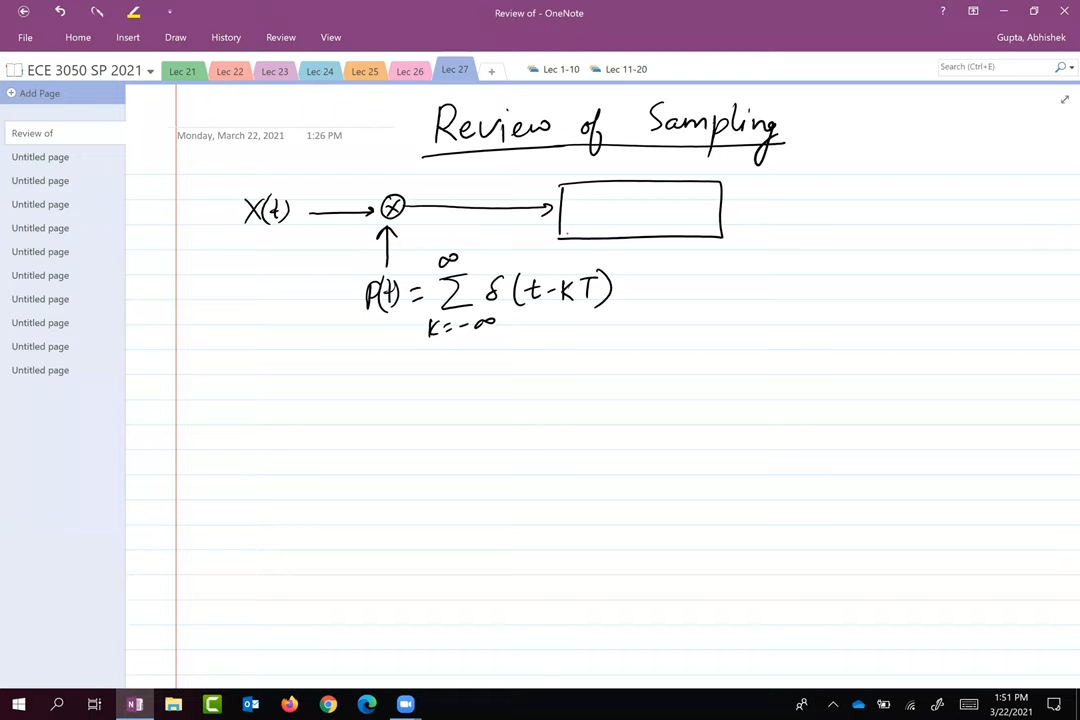 Review of - OneNote
?
File Home Insert Draw History Review View Gupta, Abhishek
ECE 3050 SP 2021 Lec 21 Lec 22 Lec 23 Lec 24 Lec 25 Lec 26 Lec 27 + Lec 1-10 Lec 11-20 Search (Ctrl+E)
Add Page
Review of Sampling
Review of
Monday, March 22, 2021 1:26 PM
Untitled page
Untitled page
Untitled page
Untitled page
Untitled page
Untitled page
Untitled page
Untitled page
Untitled page
Untitled page
X(t) → ⊗ →
P(t) = ∑ δ(t-kT)
∞
k=-∞
1:51 PM
3/22/2021